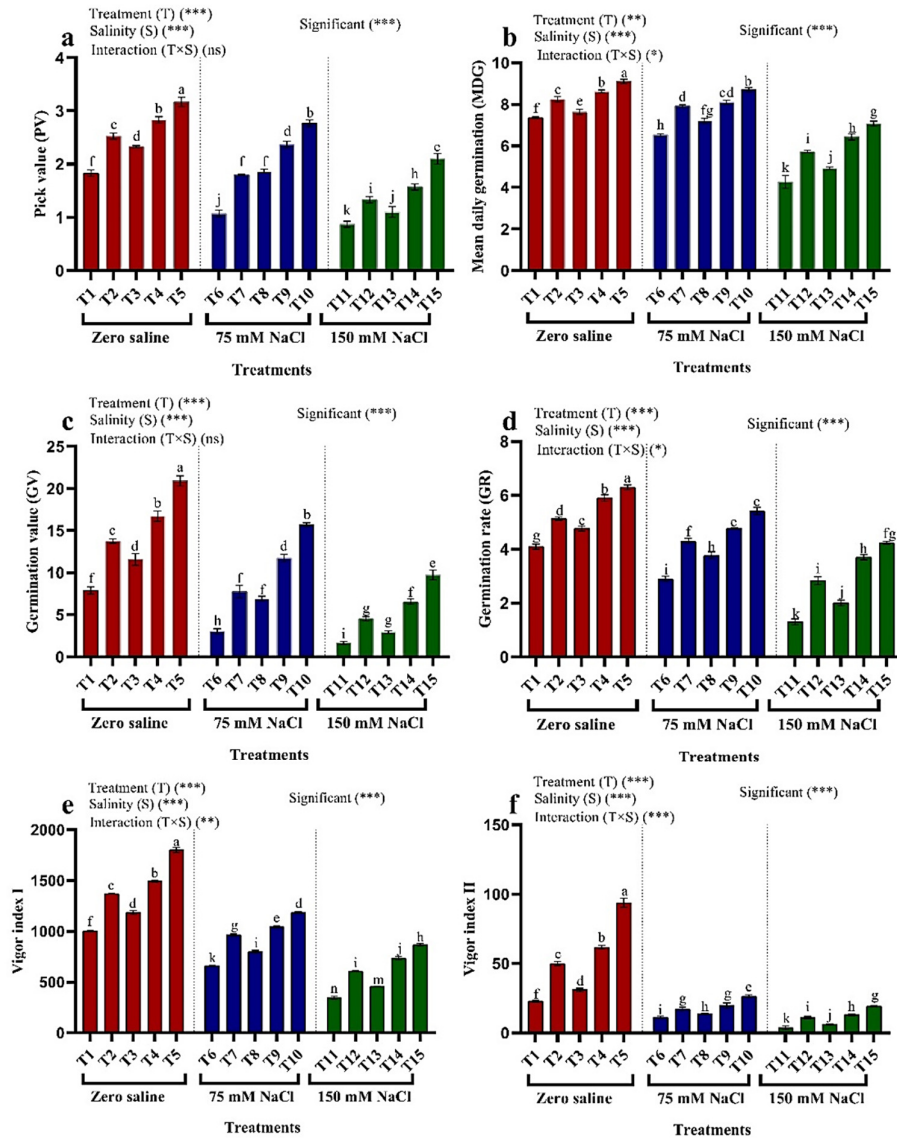 Treatment (T) (***)
Salinity (S) (***)
Interaction (T×S) (ns)
Significant (***)
a
Pick value (PV)
4
3
2
1
0
f
c
d
b
a
j
f
f
d
b
k
i
j
h
c
T1
T2
T3
T4
T5
T6
T7
T8
T9
T10
T11
T12
T13
T14
T15
Zero saline
75 mM NaCl
150 mM NaCl
Treatments
Treatment (T) (**)
Salinity (S) (***)
Interaction (T×S) (*)
Significant (***)
b
Mean daily germination (MDG)
10
8
6
4
2
0
f
c
e
b
a
h
d
fg
cd
b
k
i
j
h
g
T1
T2
T3
T4
T5
T6
T7
T8
T9
T10
T11
T12
T13
T14
T15
Zero saline
75 mM NaCl
150 mM NaCl
Treatments
Treatment (T) (***)
Salinity (S) (***)
Interaction (T×S) (ns)
Significant (***)
c
Germination value (GV)
25
20
15
10
5
0
f
c
d
b
a
h
f
f
d
b
i
g
g
f
e
T1
T2
T3
T4
T5
T6
T7
T8
T9
T10
T11
T12
T13
T14
T15
Zero saline
75 mM NaCl
150 mM NaCl
Treatments
Treatment (T) (***)
Salinity (S) (***)
Interaction (T×S) (*)
Significant (***)
d
Germination rate (GR)
8
6
4
2
0
g
d
b
a
i
f
h
k
i
j
h
fg
T1
T2
T3
T4
T5
T6
T7
T8
T9
T10
T11
T12
T13
T14
T15
Zero saline
75 mM NaCl
150 mM NaCl
Treatments
Treatment (T) (***)
Salinity (S) (***)
Interaction (T×S) (**)
Significant (***)
e
Vigor index I
2000
1500
1000
500
0
f
c
d
b
a
k
g
i
e
d
n
m
j
h
T1
T2
T3
T4
T5
T6
T7
T8
T9
T10
T11
T12
T13
T14
T15
Zero saline
75 mM NaCl
150 mM NaCl
Treatments
Treatment (T) (***)
Salinity (S) (***)
Interaction (T×S) (***)
Significant (***)
f
Vigor index II
150
100
50
0
f
c
d
b
a
i
g
h
g
k
i
j
h
g
T1
T2
T3
T4
T5
T6
T7
T8
T9
T10
T11
T12
T13
T14
T15
Zero saline
75 mM NaCl
150 mM NaCl
Treatments